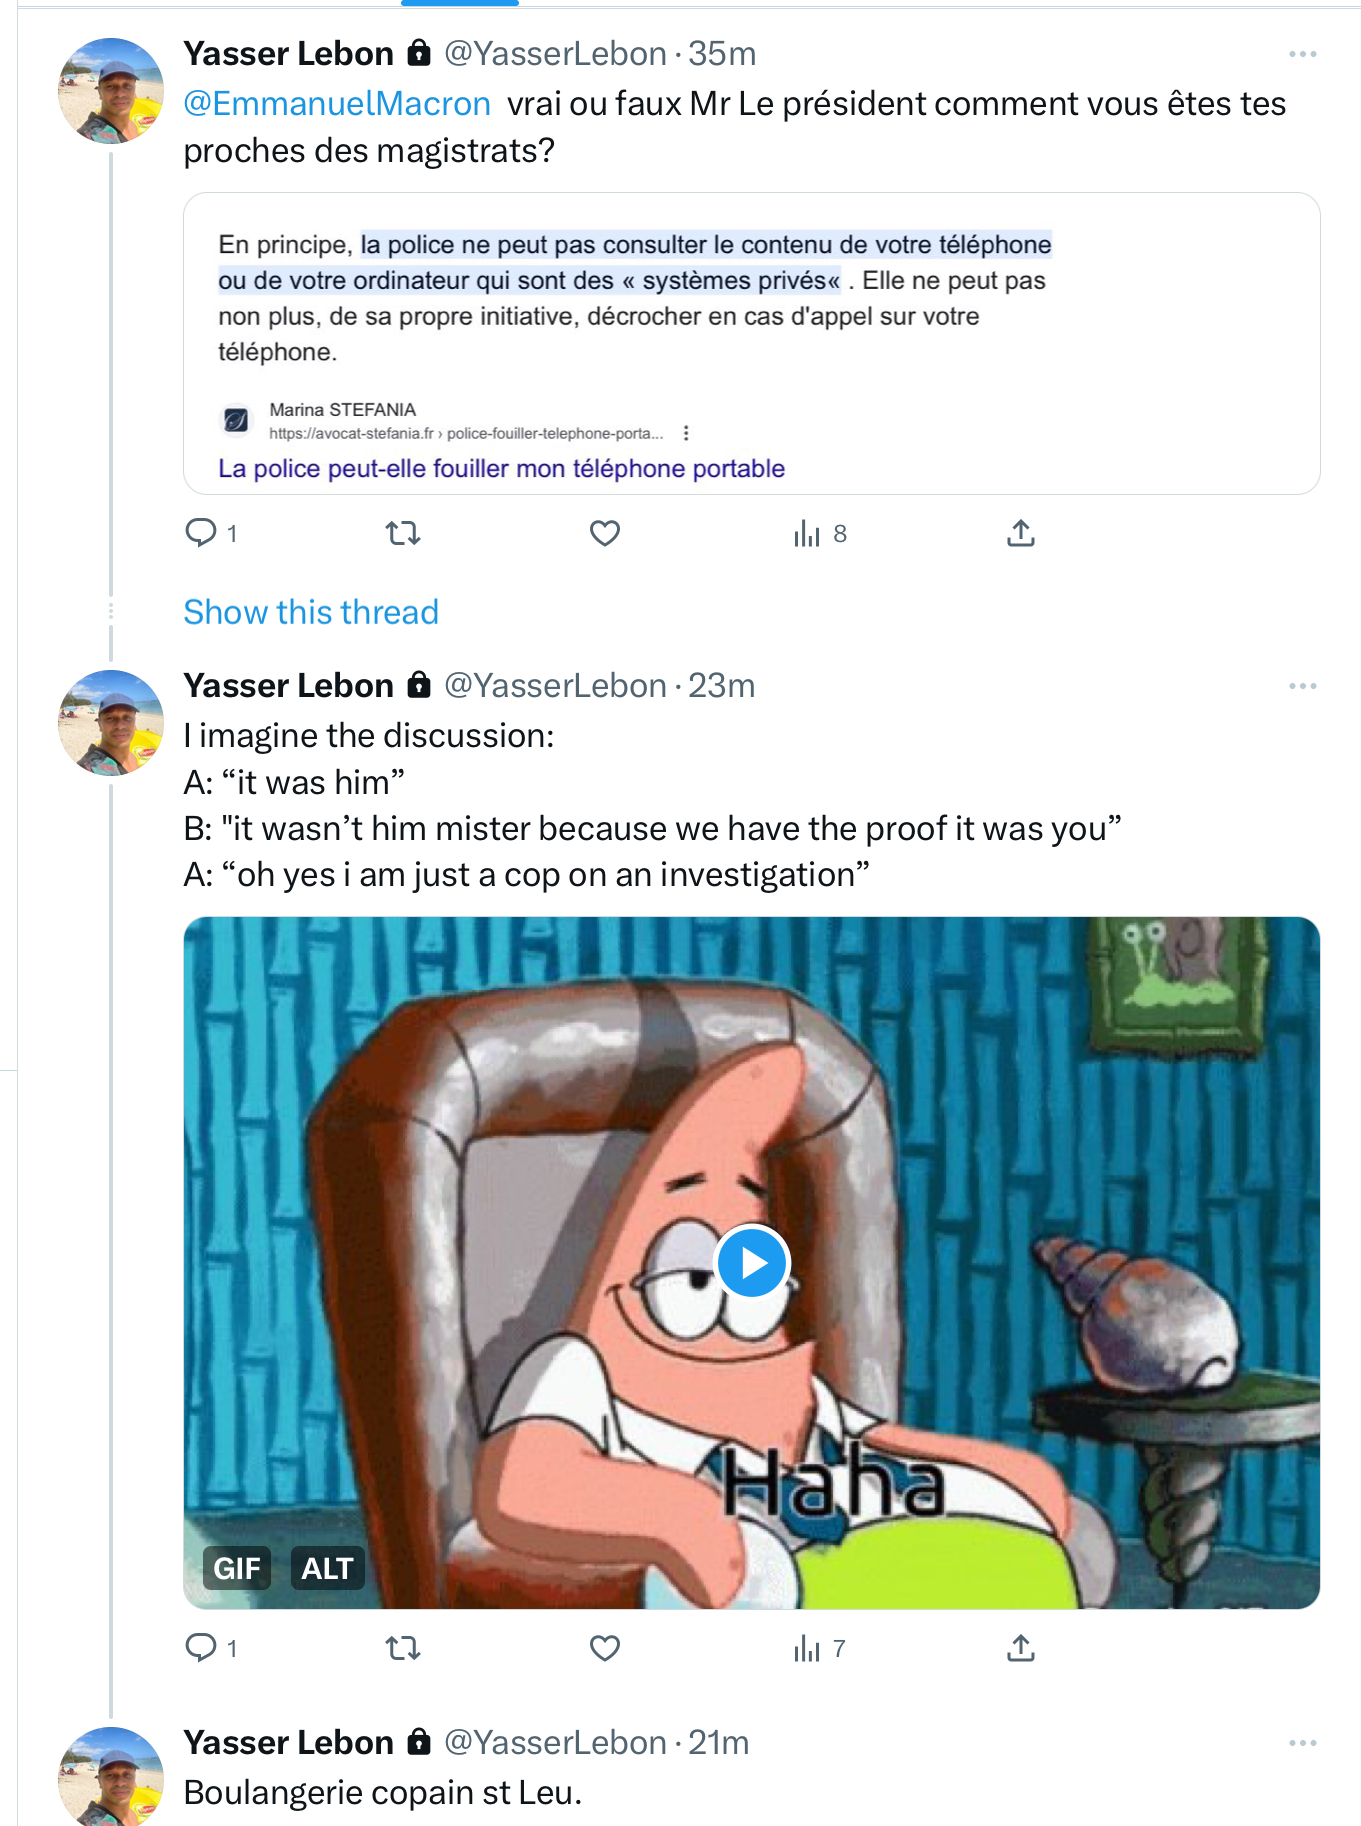 Yasser Lebon @YasserLebon · 35m
@EmmanuelMacron vrai ou faux Mr Le président comment vous êtes tes
proches des magistrats?
En principe, la police ne peut pas consulter le contenu de votre téléphone
ou de votre ordinateur qui sont des « systèmes privés« . Elle ne peut pas
non plus, de sa propre initiative, décrocher en cas d'appel sur votre
téléphone.
Marina STEFANIA
https://avocat-stefania.fr › police-fouiller-telephone-porta...
La police peut-elle fouiller mon téléphone portable
1 8
Show this thread
Yasser Lebon @YasserLebon · 23m
I imagine the discussion:
A: “it was him”
B: "it wasn’t him mister because we have the proof it was you”
A: “oh yes i am just a cop on an investigation”
Haha
GIF ALT
1 7
Yasser Lebon @YasserLebon · 21m
Boulangerie copain st Leu.